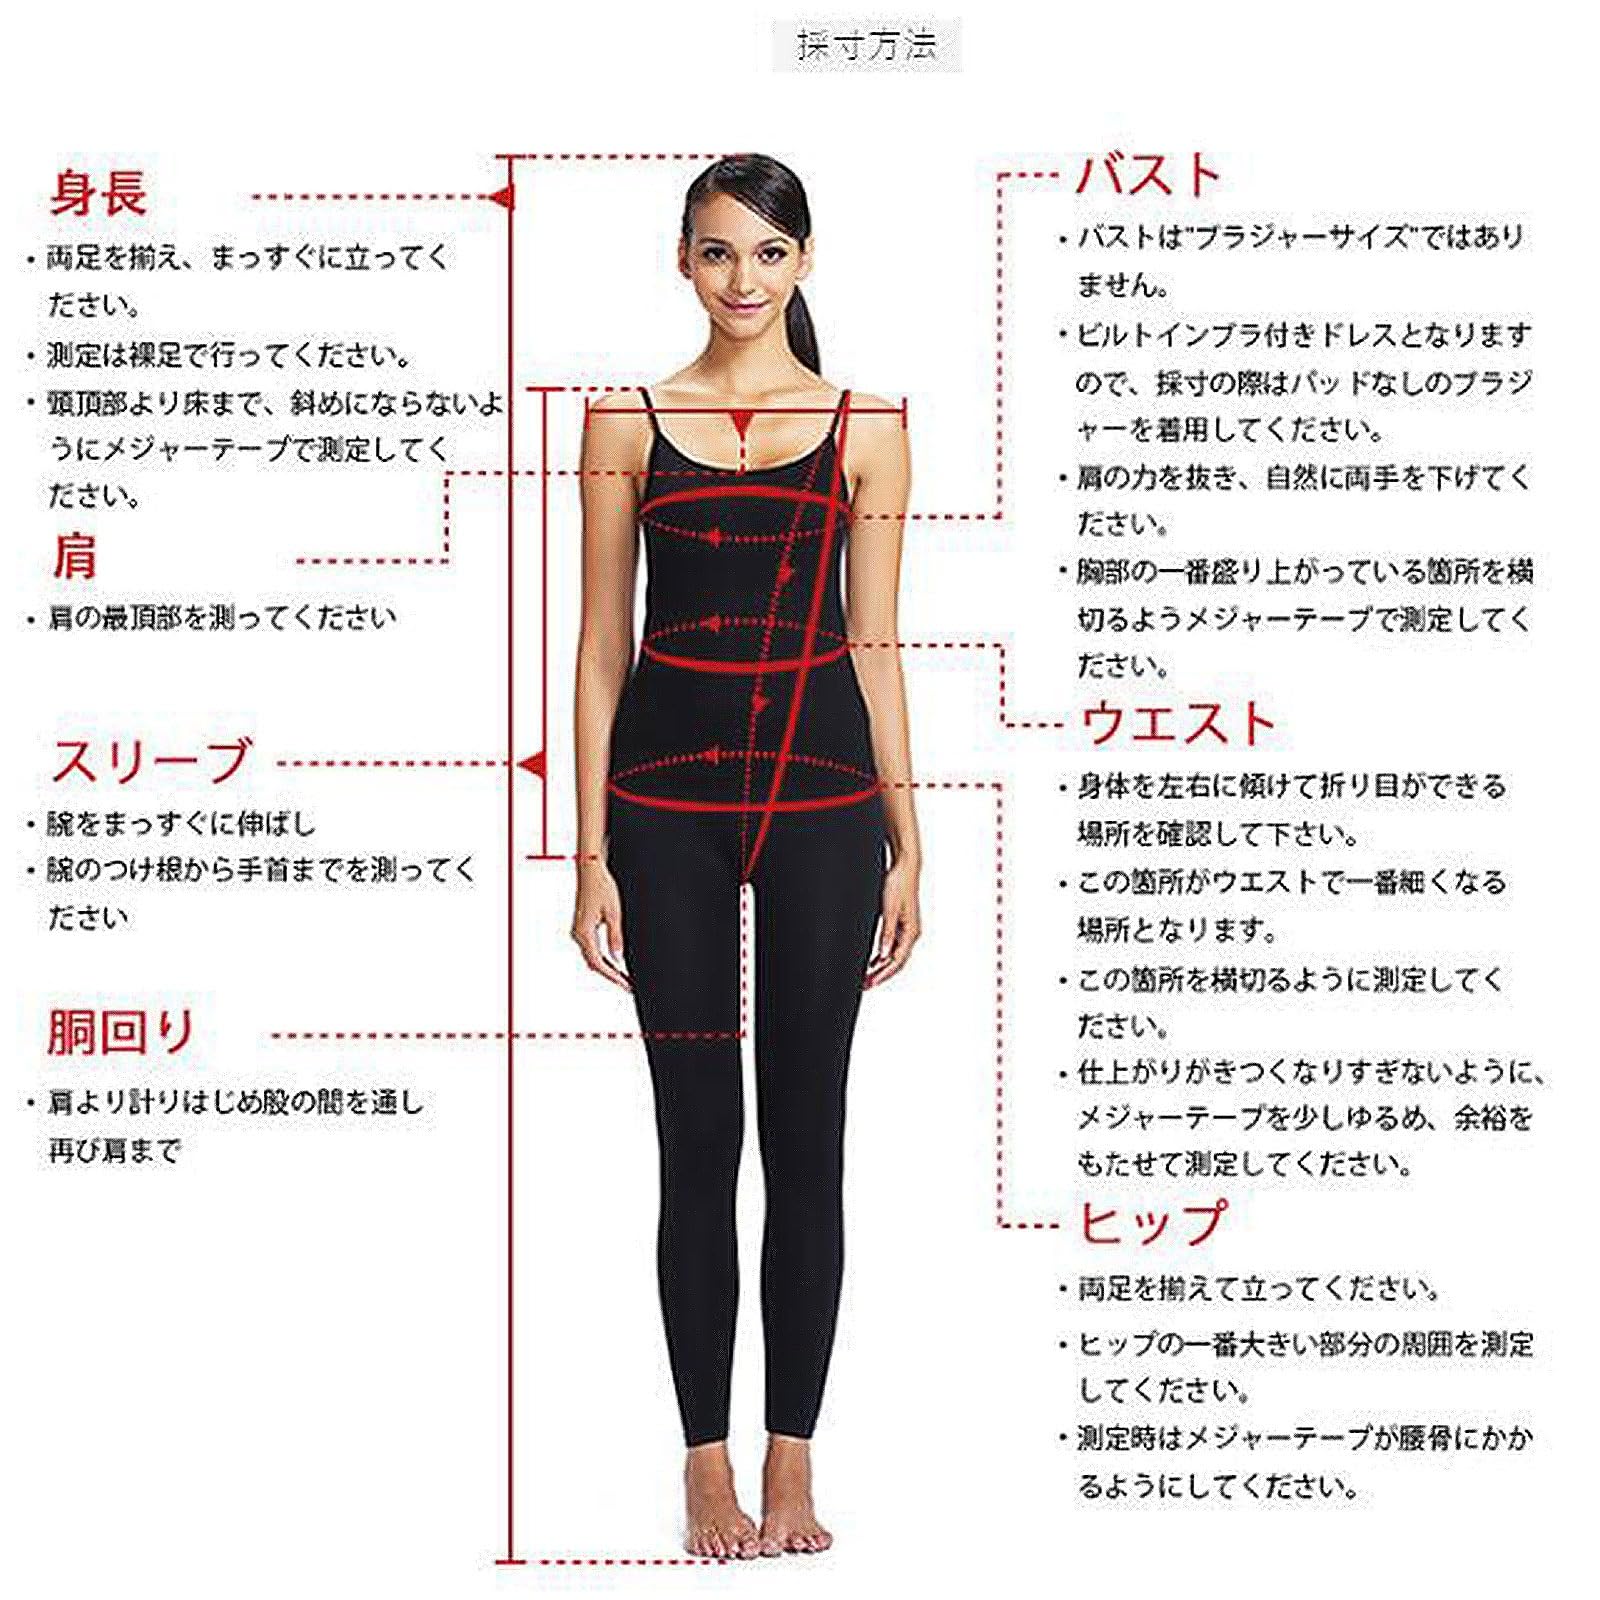 採寸方法
身長
・両足を揃え、まっすぐに立ってく
ださい。
・測定は裸足で行ってください。
・頭頂部より床まで、斜めにならないよ
うにメジャーテープで測定してく
ださい。
肩
・肩の最頂部を測ってください
スリーブ
・腕をまっすぐに伸ばし
・腕のつけ根から手首までを測ってく
ださい
胴回り
・肩より計りはじめ股の間を通し
再び肩まで
バスト
・バストは"ブラジャーサイズ"ではあり
ません。
・ビルトインブラ付きドレスとなります
ので、採寸の際はパッドなしのブラジ
ャーを着用してください。
・肩の力を抜き、自然に両手を下げてく
ださい。
・胸部の一番盛り上がっている箇所を横
切るようメジャーテープで測定してく
ださい。
ウエスト
・身体を左右に傾けて折り目ができる
場所を確認して下さい。
・この箇所がウエストで一番細くなる
場所となります。
・この箇所を横切るように測定してく
ださい。
・仕上がりがきつくなりすぎないように、
メジャーテープを少しゆるめ、余裕を
もたせて測定してください。
ヒップ
・両足を揃えて立ってください。
・ヒップの一番大きい部分の周囲を測定
してください。
・測定時はメジャーテープが腰骨にかか
るようにしてください。